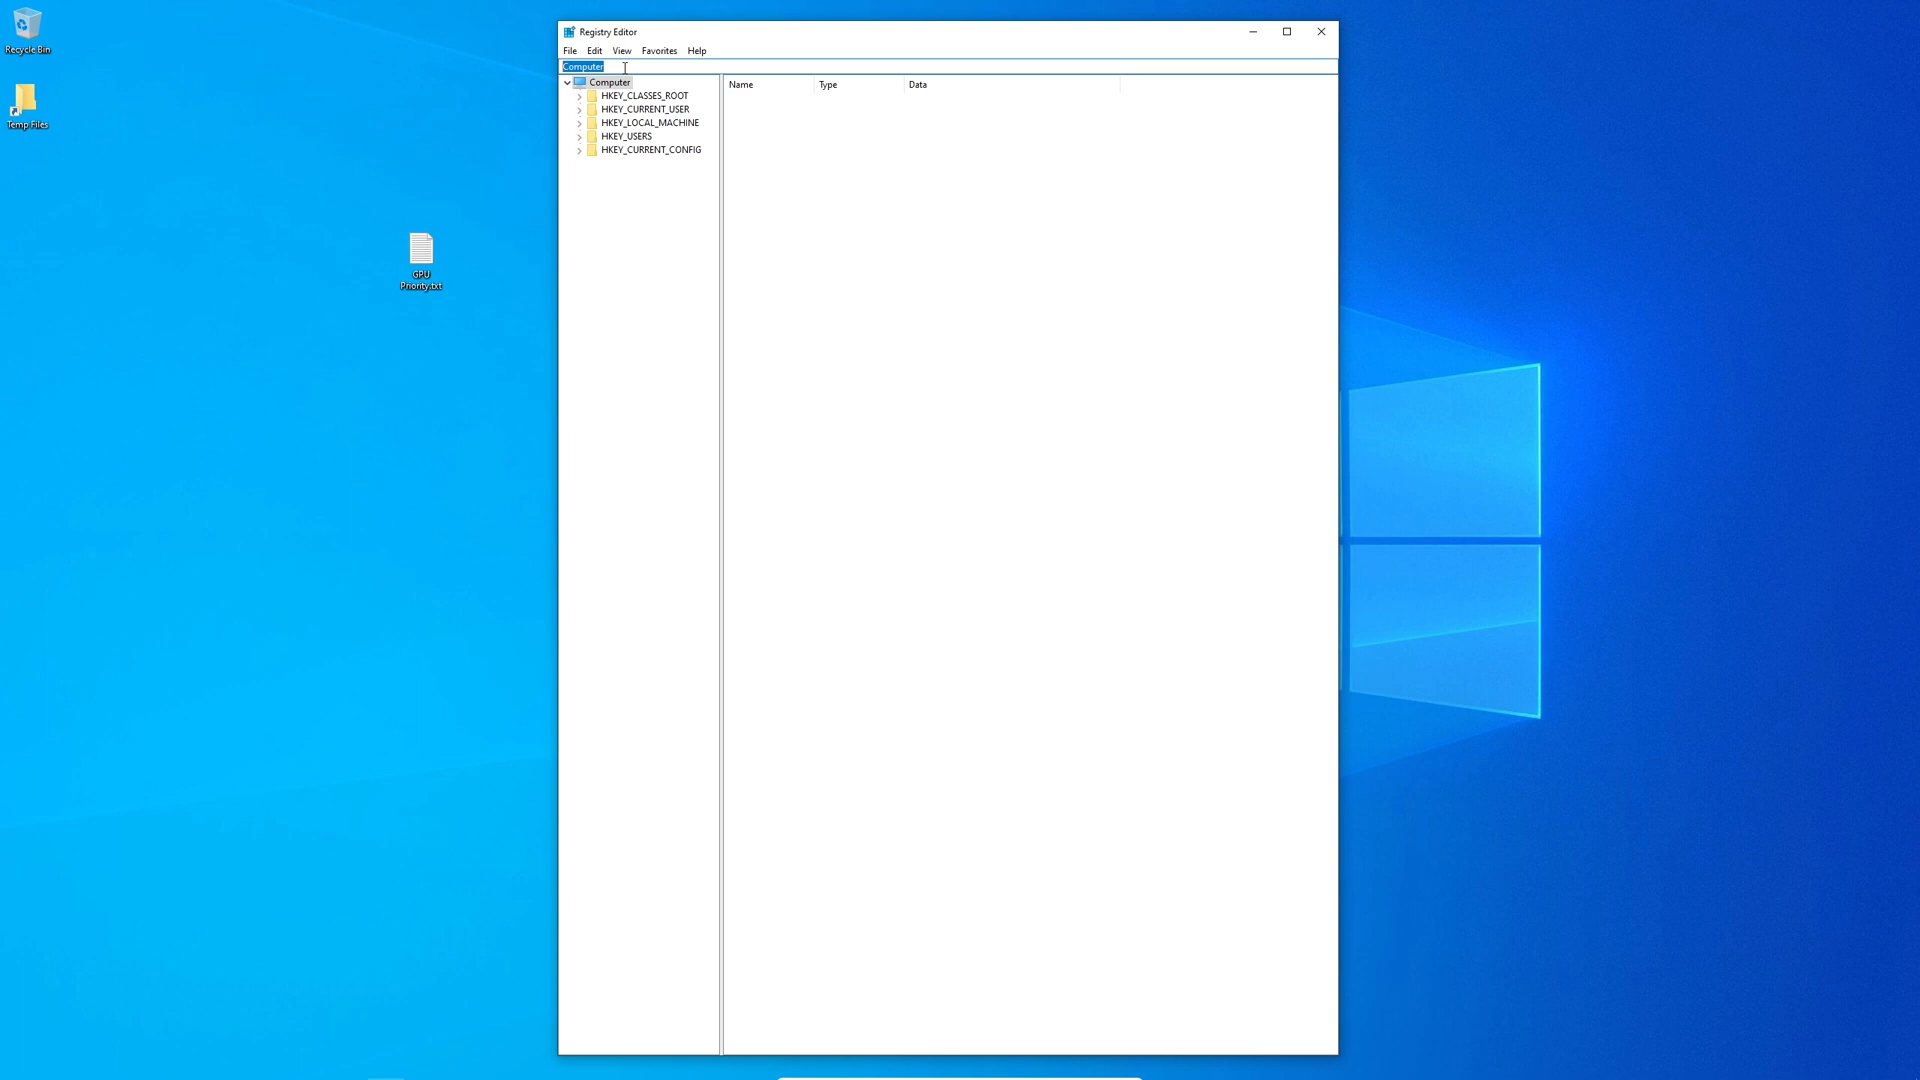 Recycle Bin
Temp Files
GPU
Priority.txt
Registry Editor
File Edit View Favorites Help
Computer
Computer
HKEY_CLASSES_ROOT
HKEY_CURRENT_USER
HKEY_LOCAL_MACHINE
HKEY_USERS
HKEY_CURRENT_CONFIG
Name Type Data